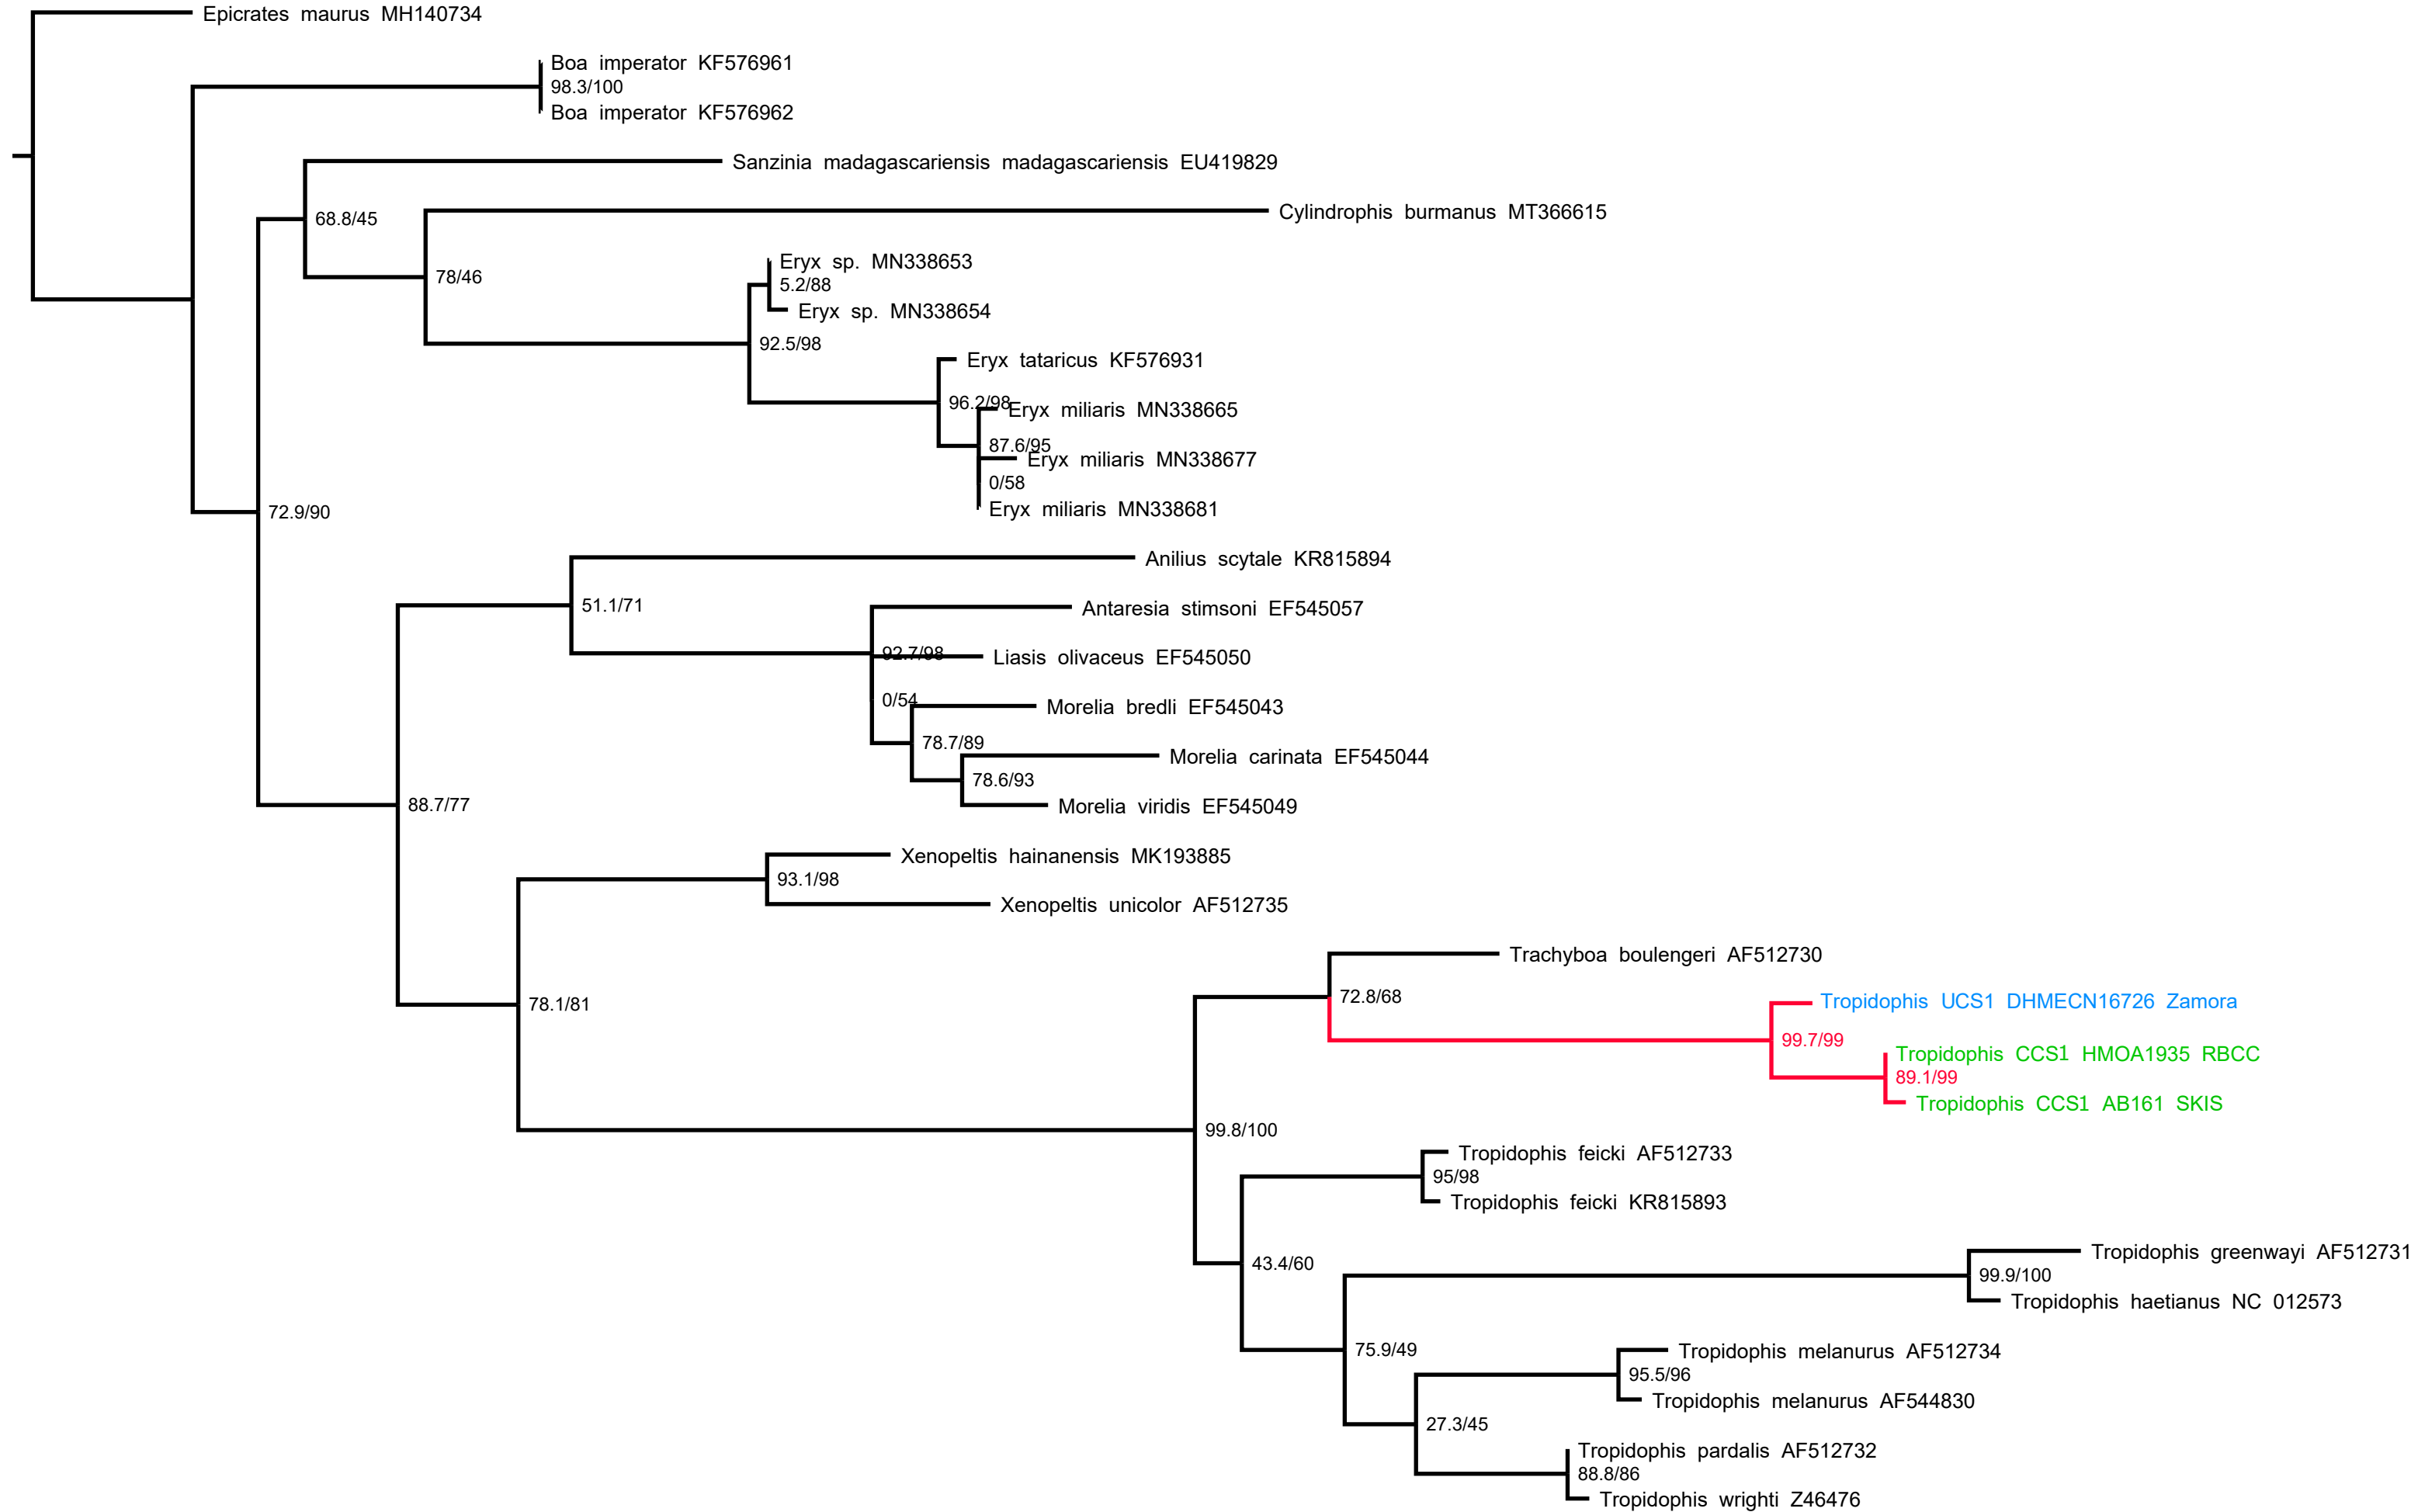 Epicrates maurus MH140734
Boa imperator KF576961
98.3/100
Boa imperator KF576962
Sanzinia madagascariensis madagascariensis EU419829
68.8/45
Cylindrophis burmanus MT366615
78/46
Eryx sp. MN338653
5.2/88
Eryx sp. MN338654
92.5/98
Eryx tataricus KF576931
96.2/98
Eryx miliaris MN338665
87.6/95
Eryx miliaris MN338677
0/58
Eryx miliaris MN338681
72.9/90
Anilius scytale KR815894
51.1/71
Antaresia stimsoni EF545057
92.7/98
Liasis olivaceus EF545050
0/54
Morelia bredli EF545043
78.7/89
Morelia carinata EF545044
78.6/93
Morelia viridis EF545049
88.7/77
Xenopeltis hainanensis MK193885
93.1/98
Xenopeltis unicolor AF512735
78.1/81
Trachyboa boulengeri AF512730
72.8/68
Tropidophis UCS1 DHMECN16726 Zamora
99.7/99
Tropidophis CCS1 HMOA1935 RBCC
89.1/99
Tropidophis CCS1 AB161 SKIS
99.8/100
Tropidophis feicki AF512733
95/98
Tropidophis feicki KR815893
43.4/60
Tropidophis greenwayi AF512731
99.9/100
Tropidophis haetianus NC 012573
75.9/49
Tropidophis melanurus AF512734
95.5/96
Tropidophis melanurus AF544830
27.3/45
Tropidophis pardalis AF512732
88.8/86
Tropidophis wrighti Z46476